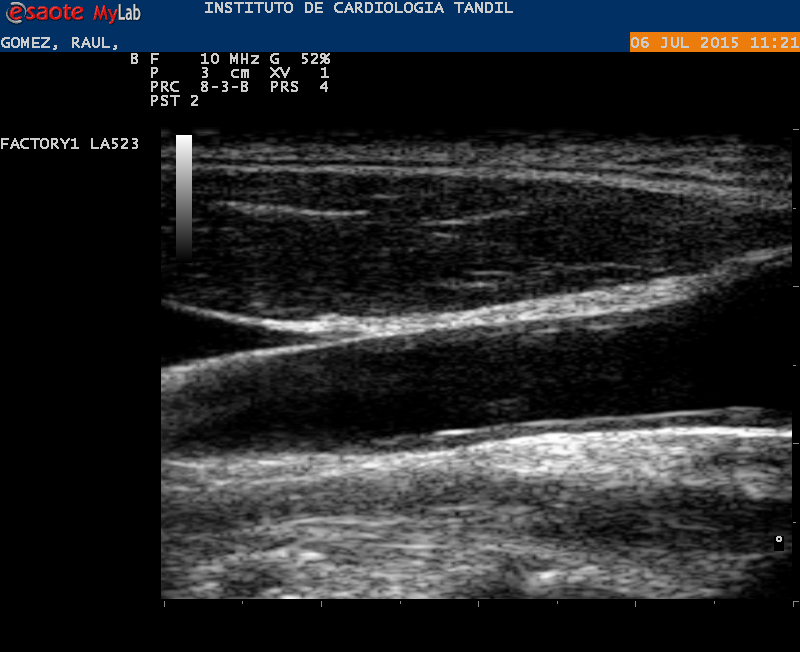 esaote MyLab
INSTITUTO DE CARDIOLOGIA TANDIL
GOMEZ, RAUL,
06 JUL 2015 11:21
B F 10 MHz G 52%
P 3 cm XV 1
PRC 8-3-B PRS 4
PST 2
FACTORY1 LA523